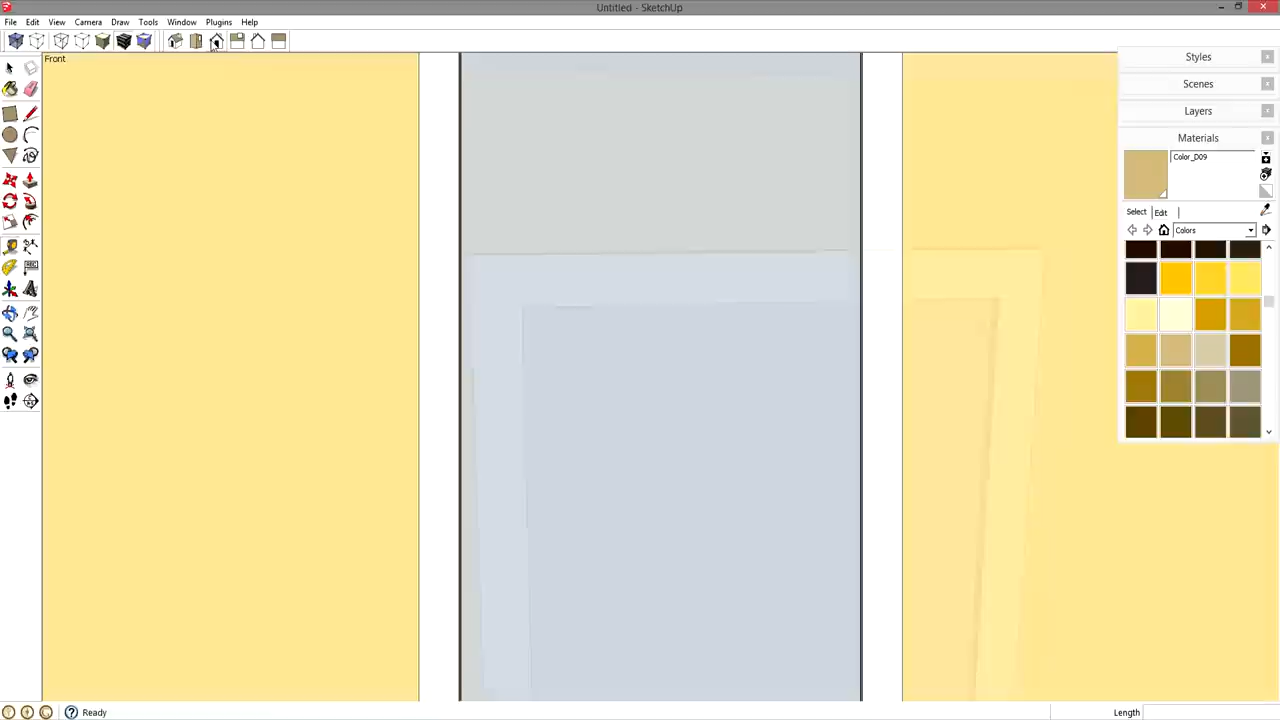 Untitled - SketchUp
File Edit View Camera Draw Tools Window Plugins Help
Front
Styles
Scenes
Layers
Materials
Color_D09
Select Edit
Colors
Ready
Length